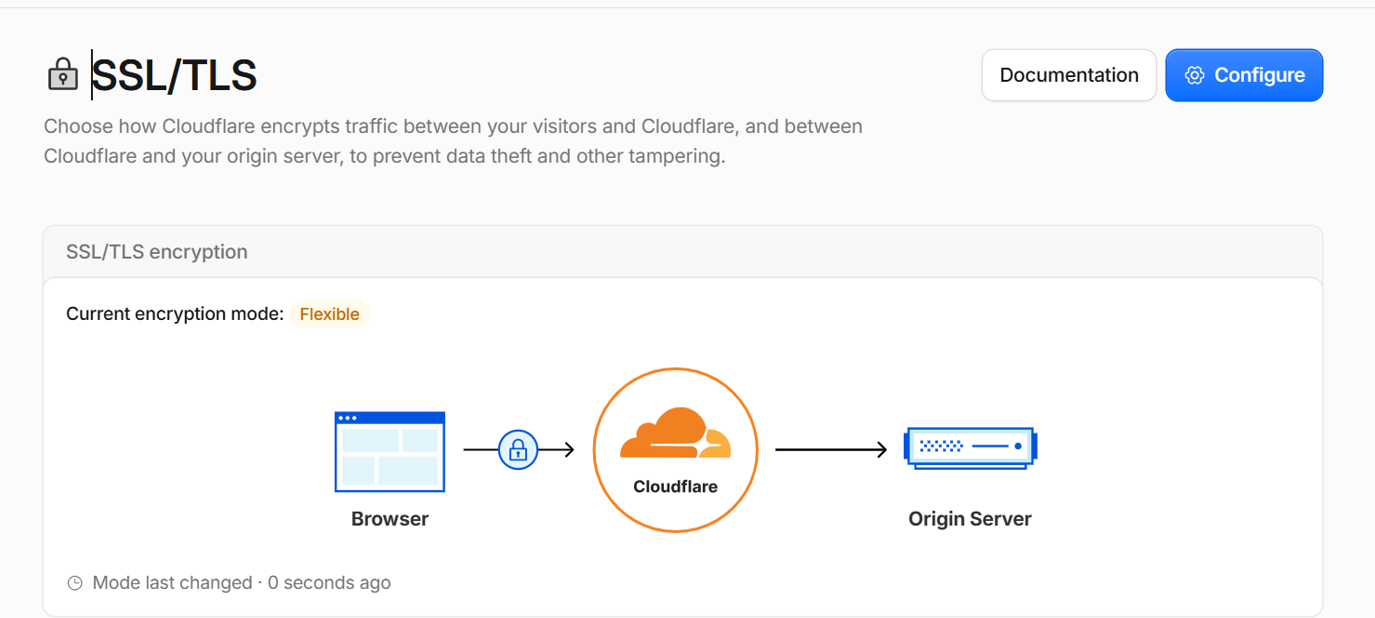 SSL/TLS
Documentation
Configure
Choose how Cloudflare encrypts traffic between your visitors and Cloudflare, and between
Cloudflare and your origin server, to prevent data theft and other tampering.
SSL/TLS encryption
Current encryption mode: Flexible
Cloudflare
Browser
Origin Server
Mode last changed · 0 seconds ago